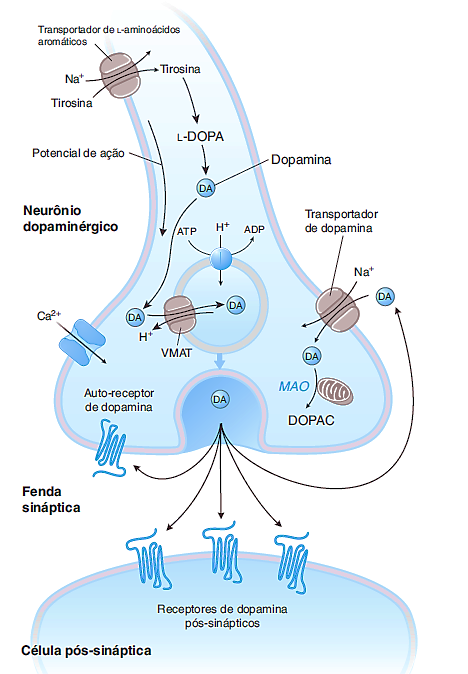 Transportador de L-aminoácidos
aromáticos
Na⁺
Tirosina
Tirosina
L-DOPA
Potencial de ação
Dopamina
DA
Neurônio
dopaminérgico
Transportador
de dopamina
ATP
H⁺
ADP
Na⁺
DA
DA
DA
Ca²⁺
H⁺
VMAT
DA
MAO
Auto-receptor
de dopamina
DA
DOPAC
Fenda
sináptica
Receptores de dopamina
pós-sinápticos
Célula pós-sináptica